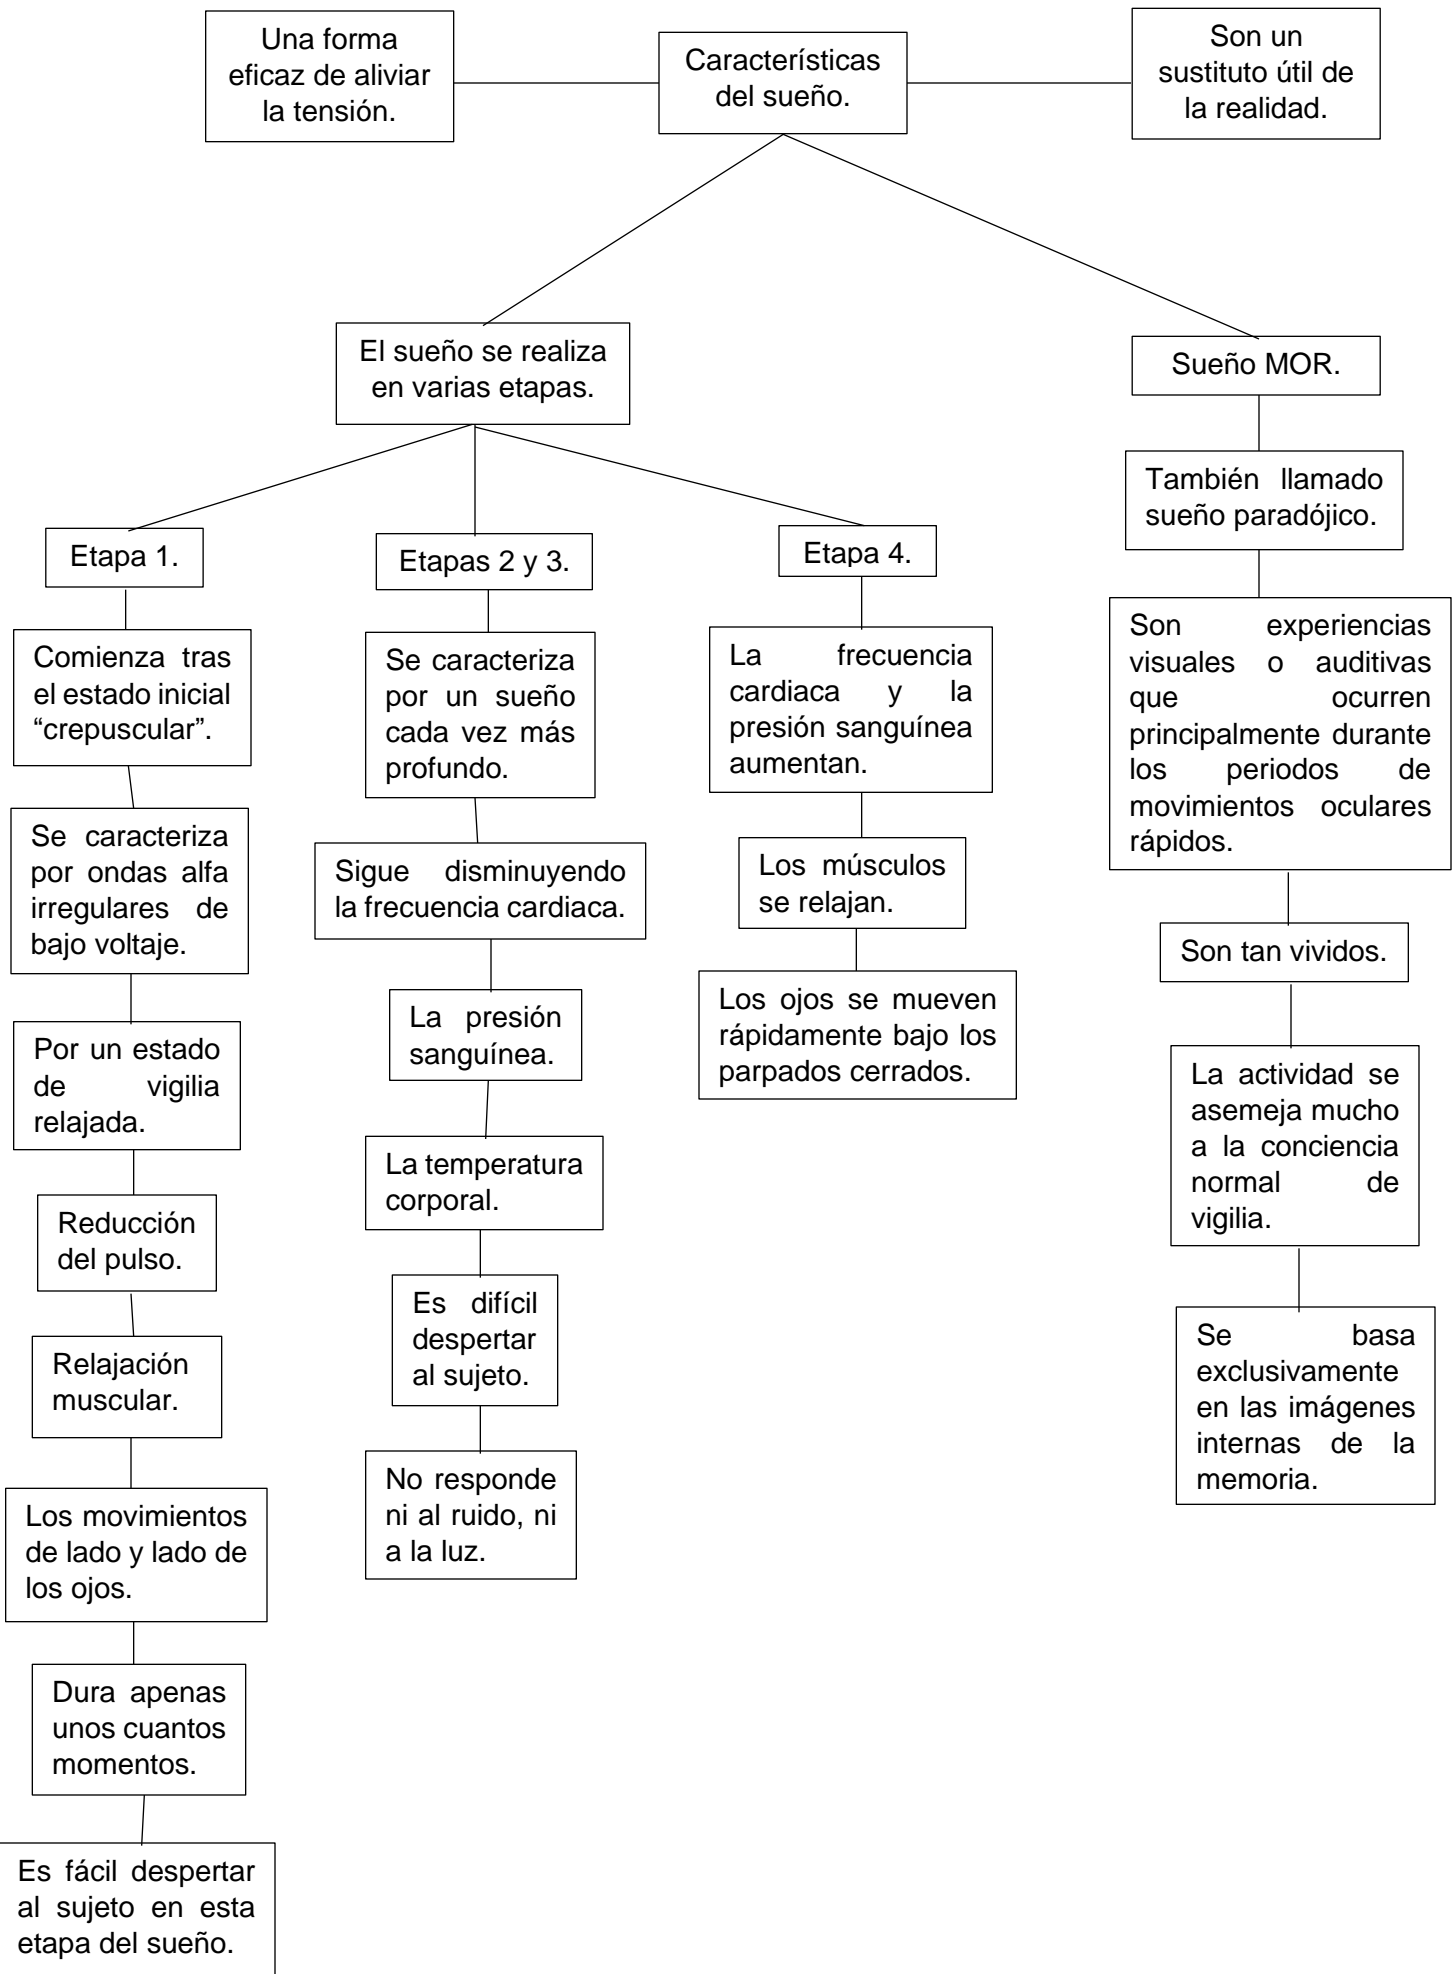 Una forma
eficaz de aliviar
la tensión.
Características
del sueño.
Son un
sustituto útil de
la realidad.
El sueño se realiza
en varias etapas.
Sueño MOR.
También llamado
sueño paradójico.
Etapa 1.
Etapas 2 y 3.
Etapa 4.
Comienza tras
el estado inicial
“crepuscular”.
Se caracteriza
por ondas alfa
irregulares de
bajo voltaje.
Por un estado
de vigilia
relajada.
Reducción
del pulso.
Relajación
muscular.
Los movimientos
de lado y lado de
los ojos.
Dura apenas
unos cuantos
momentos.
Es fácil despertar
al sujeto en esta
etapa del sueño.
Se caracteriza
por un sueño
cada vez más
profundo.
Sigue disminuyendo
la frecuencia cardiaca.
La presión
sanguínea.
La temperatura
corporal.
Es difícil
despertar
al sujeto.
No responde
ni al ruido, ni
a la luz.
La frecuencia
cardiaca y la
presión sanguínea
aumentan.
Los músculos
se relajan.
Los ojos se mueven
rápidamente bajo los
parpados cerrados.
Son experiencias
visuales o auditivas
que ocurren
principalmente durante
los periodos de
movimientos oculares
rápidos.
Son tan vividos.
La actividad se
asemeja mucho
a la conciencia
normal de
vigilia.
Se basa
exclusivamente
en las imágenes
internas de la
memoria.